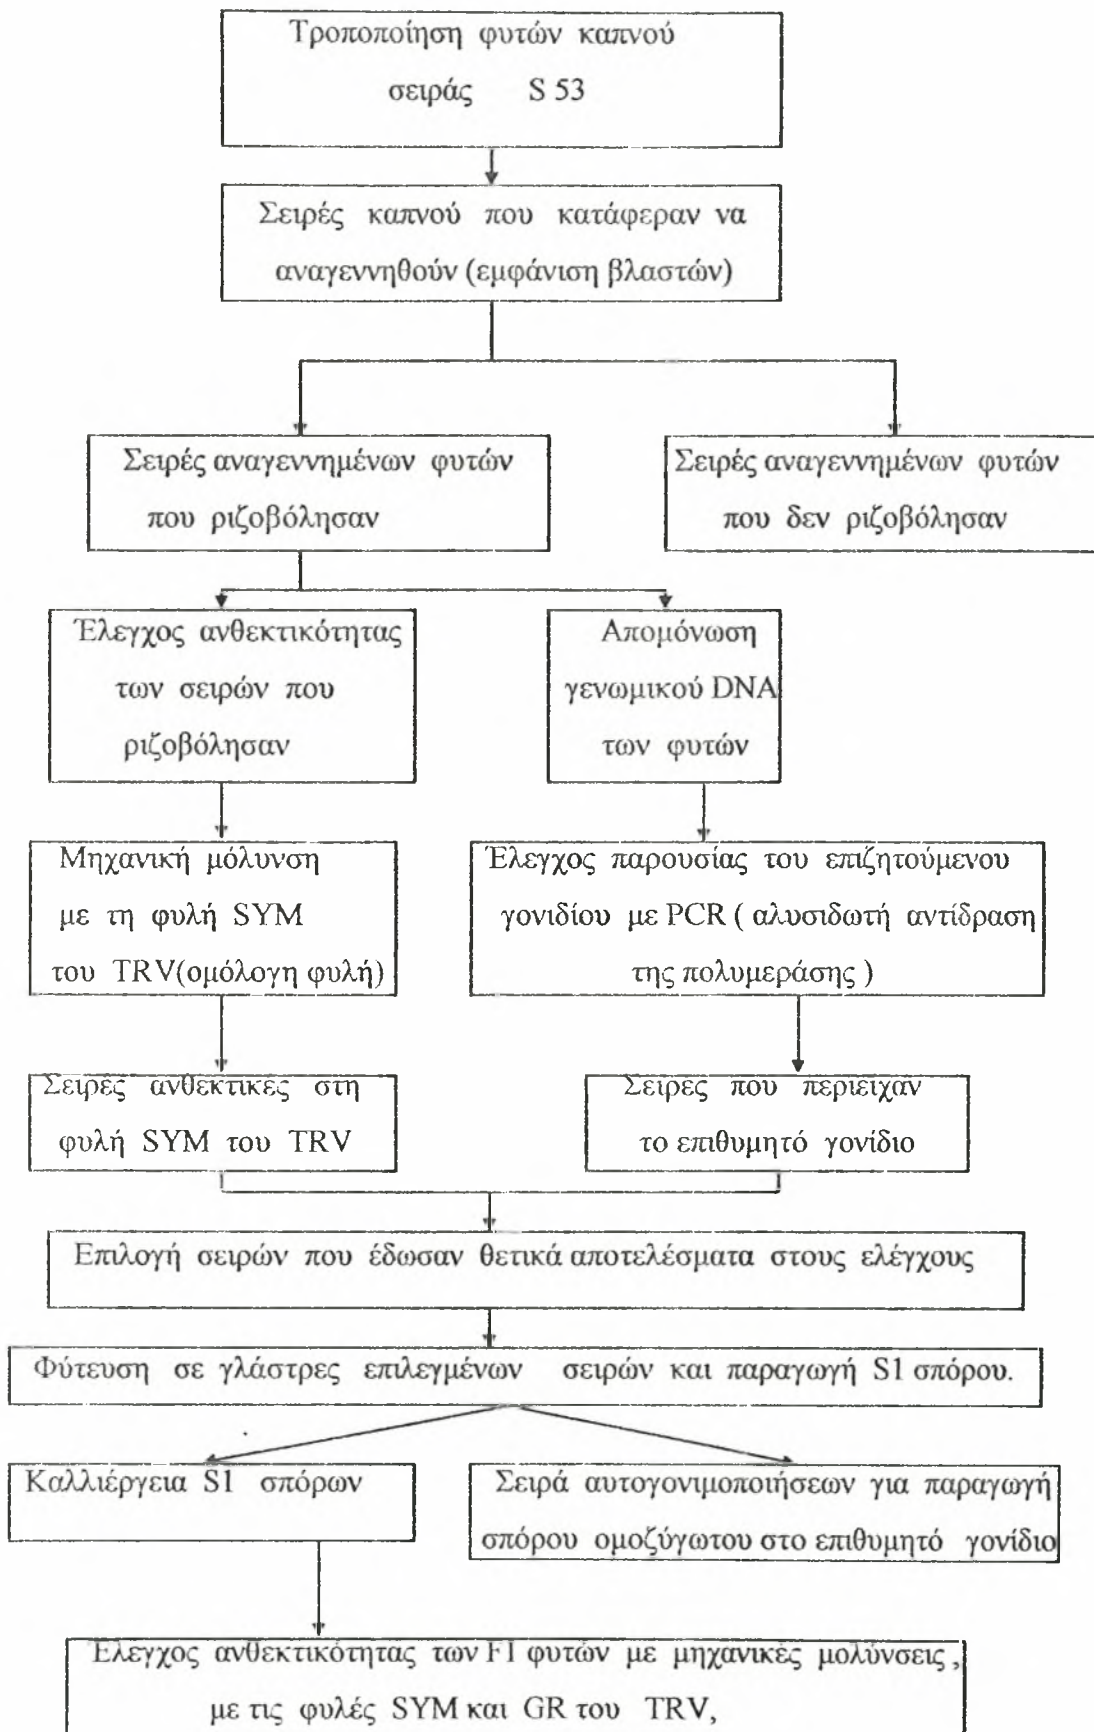 Τροποποίηση φυτών καπνού
σειράς S 53
Σειρές καπνού που κατάφεραν να
αναγεννηθούν (εμφάνιση βλαστών)
Σειρές αναγεννημένων φυτών
που ριζοβόλησαν
Σειρές αναγεννημένων φυτών
που δεν ριζοβόλησαν
Έλεγχος ανθεκτικότητας
των σειρών που
ριζοβόλησαν
Απομόνωση
γενωμικού DNA
των φυτών
Μηχανική μόλυνση
με τη φυλή SYM
του TRV(ομόλογη φυλή)
Έλεγχος παρουσίας του επιζητούμενου
γονιδίου με PCR ( αλυσιδωτή αντίδραση
της πολυμεράσης )
Σειρές ανθεκτικές στη
φυλή SYM του TRV
Σειρές που περιείχαν
το επιθυμητό γονίδιο
Επιλογή σειρών που έδωσαν θετικά αποτελέσματα στους ελέγχους
Φύτευση σε γλάστρες επιλεγμένων σειρών και παραγωγή S1 σπόρου.
Καλλιέργεια S1 σπόρων
Σειρά αυτογονιμοποιήσεων για παραγωγή
σπόρου ομοζύγωτου στο επιθυμητό γονίδιο
Έλεγχος ανθεκτικότητας των F1 φυτών με μηχανικές μολύνσεις ,
με τις φυλές SYM και GR του TRV,